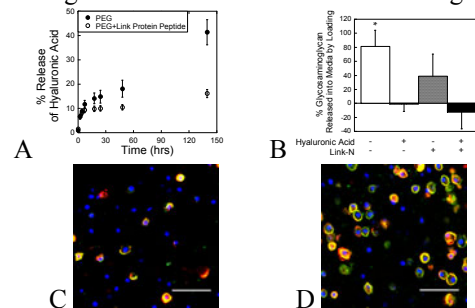 PEG
PEG+Link Protein Peptide
50
40
30
20
10
0
% Release
of Hyaluronic Acid
0 30 60 90 120 150
Time (hrs)
A
% Glycosaminoglycan
Released into Media by Loading
120
100
80
60
40
20
0
-20
-40
*
Hyaluronic Acid - + - +
Link-N - - + +
B
C
D